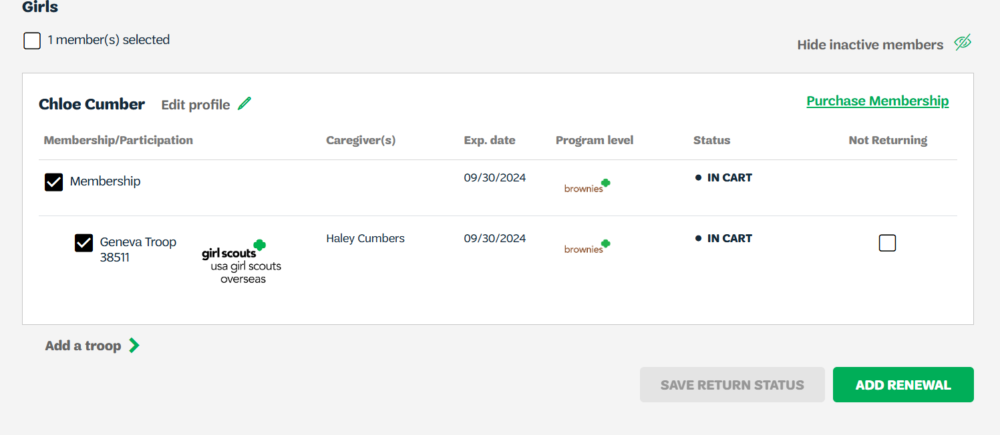 Girls
1 member(s) selected
Hide inactive members
Chloe Cumber
Edit profile
Purchase Membership
Membership/Participation Caregiver(s) Exp. date Program level Status Not Returning
Membership 09/30/2024 brownies • IN CART
Geneva Troop
38511
girl scouts
usa girl scouts
overseas
Haley Cumbers 09/30/2024 brownies • IN CART
Add a troop
SAVE RETURN STATUS ADD RENEWAL